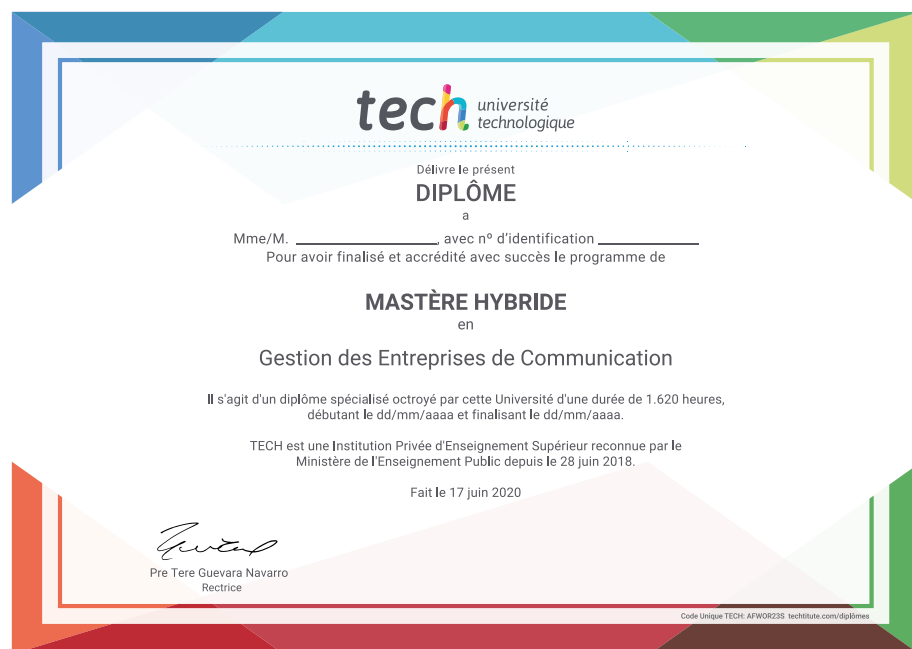 tech université
technologique
Délivre le présent
DIPLÔME
a
Mme/M. ____________________, avec nº d'identification ______________
Pour avoir finalisé et accrédité avec succès le programme de
MASTÈRE HYBRIDE
en
Gestion des Entreprises de Communication
Il s'agit d'un diplôme spécialisé octroyé par cette Université d'une durée de 1.620 heures,
débutant le dd/mm/aaaa et finalisant le dd/mm/aaaa.
TECH est une Institution Privée d'Enseignement Supérieur reconnue par le
Ministère de l'Enseignement Public depuis le 28 juin 2018.
Fait le 17 juin 2020
Pre Tere Guevara Navarro
Rectrice
Code Unique TECH: AFWOR23S techtitute.com/diplômes